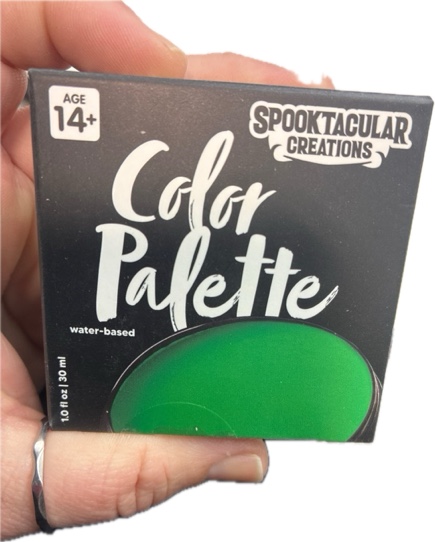 AGE
14+
SPOOKTACULAR
CREATIONS
Color
Palette
water-based
1.0 fl oz | 30 ml